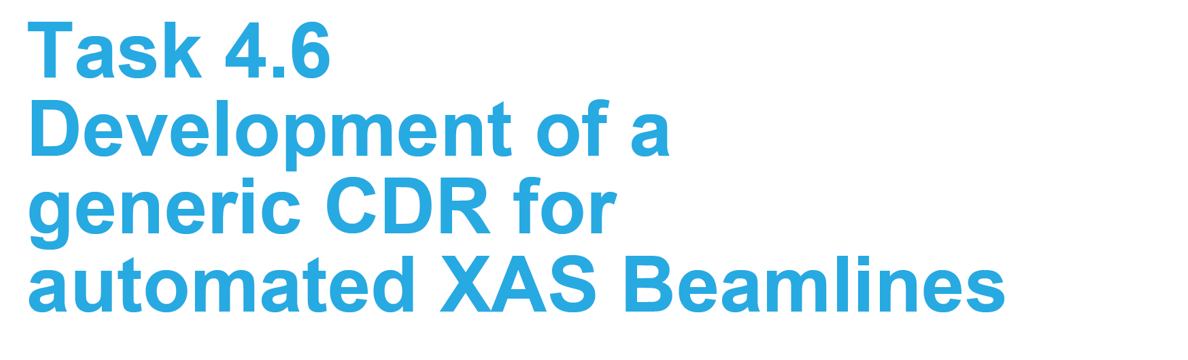 Task 4.6
Development of a
generic CDR for
automated XAS Beamlines